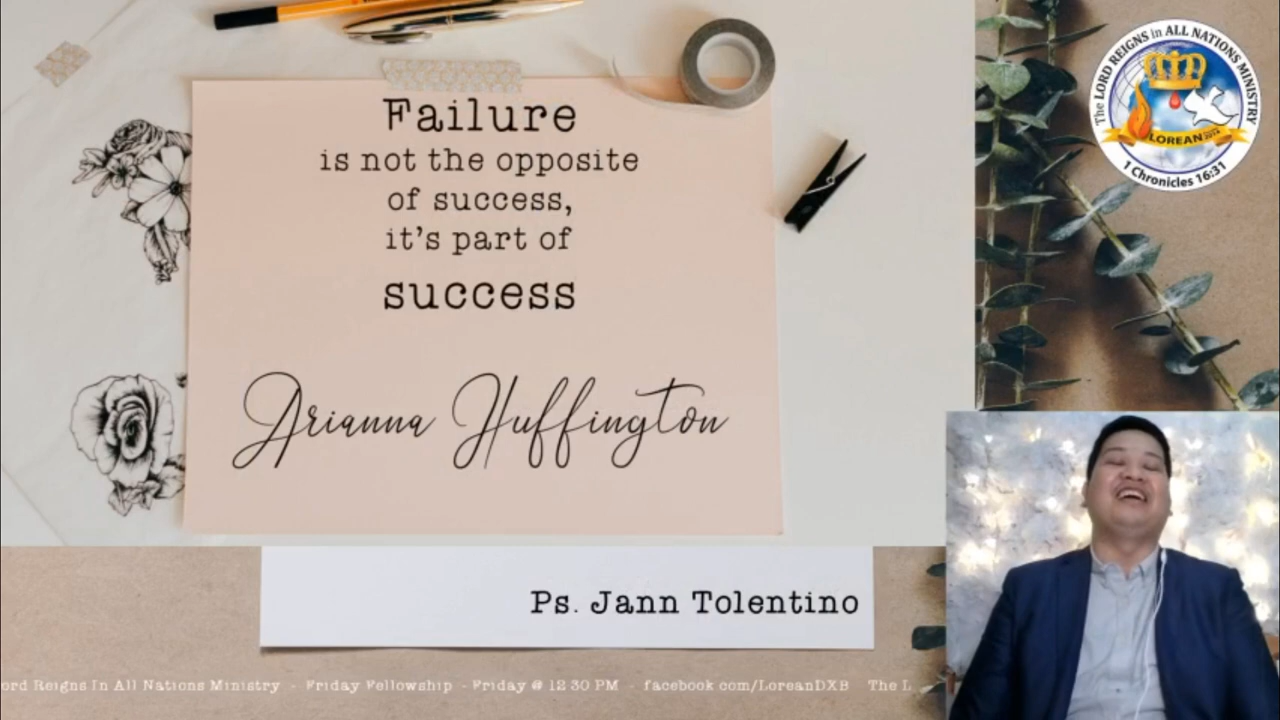 Failure
is not the opposite
of success,
it's part of
success
Arianna Huffington
The LORD REIGNS in ALL NATIONS MINISTRY
LOREAN 2014
1 Chronicles 16:31
Ps. Jann Tolentino
ord Reigns In All Nations Ministry - Friday Fellowship - Friday @ 12 30 PM - facebook com/LoreanDXB The L